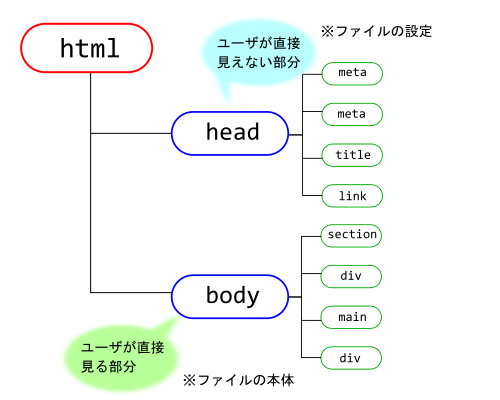 html
ユーザが直接
見えない部分
※ファイルの設定
head
meta
meta
title
link
body
section
div
main
div
ユーザが直接
見る部分
※ファイルの本体